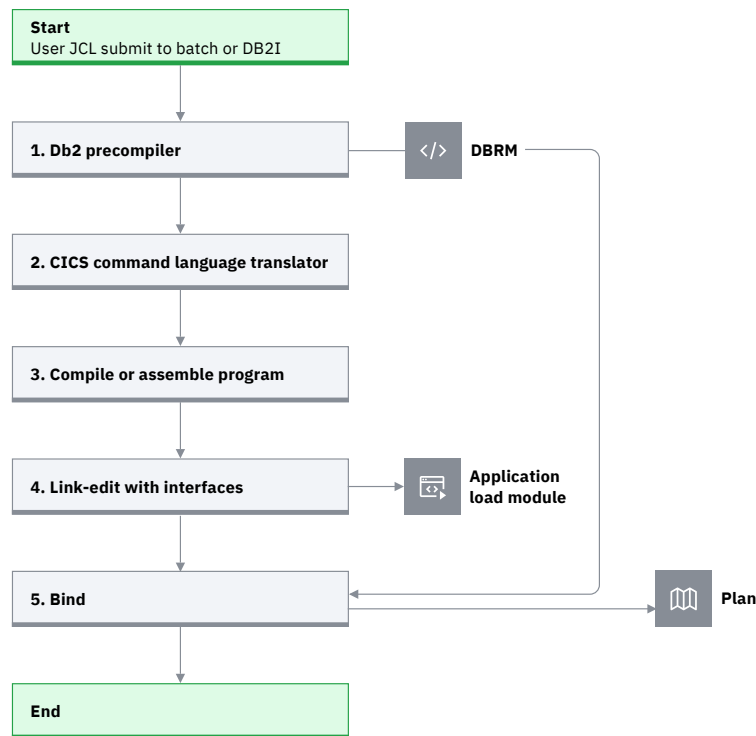 Start
User JCL submit to batch or DB2I
1. Db2 precompiler
DBRM
2. CICS command language translator
3. Compile or assemble program
4. Link-edit with interfaces
Application
load module
5. Bind
Plan
End